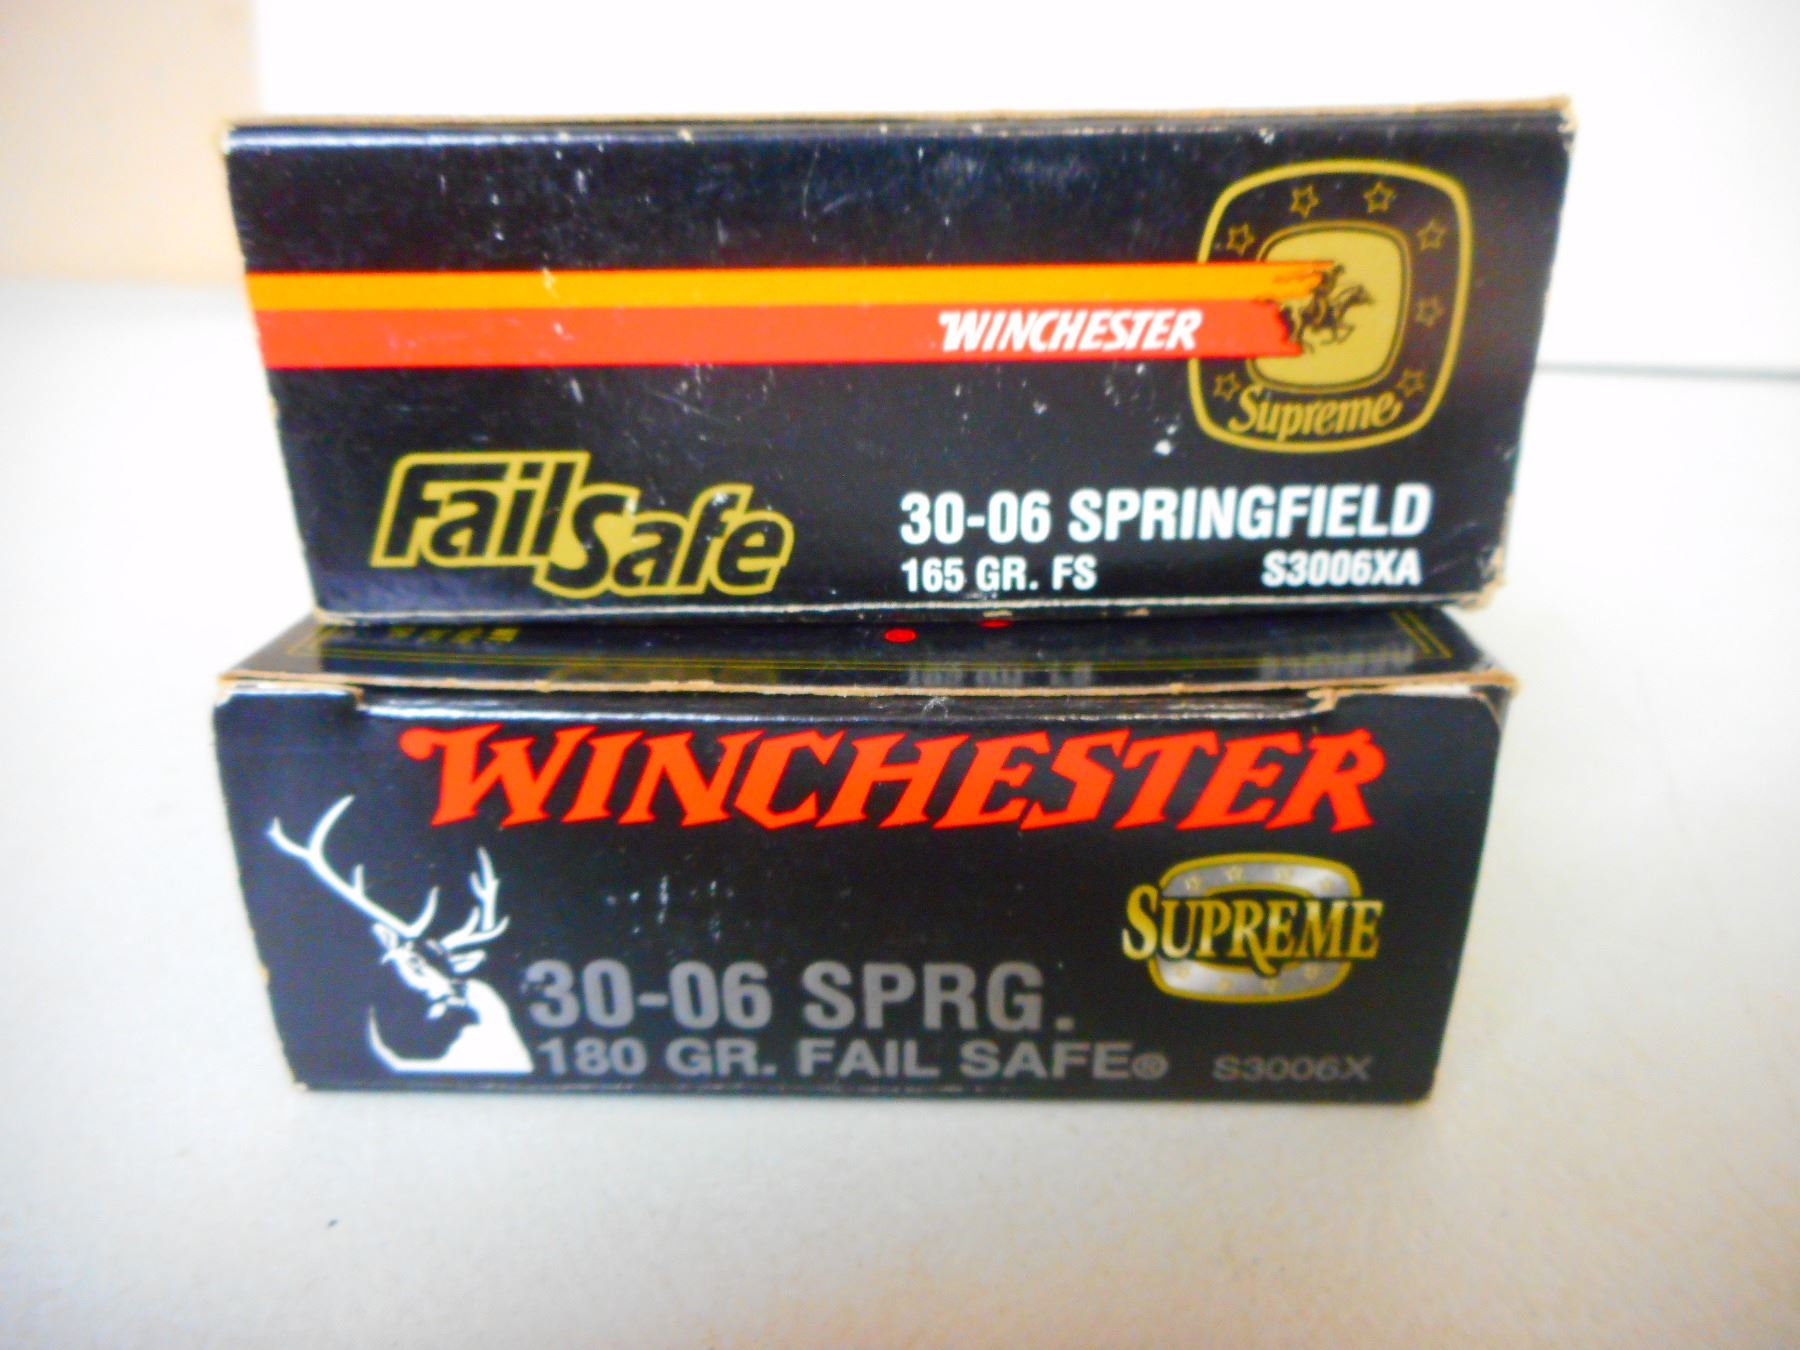 WINCHESTER
Supreme
FailSafe
30-06 SPRINGFIELD
165 GR. FS S3006XA
WINCHESTER
SUPREME
30-06 SPRG.
180 GR. FAIL SAFE® S3006X